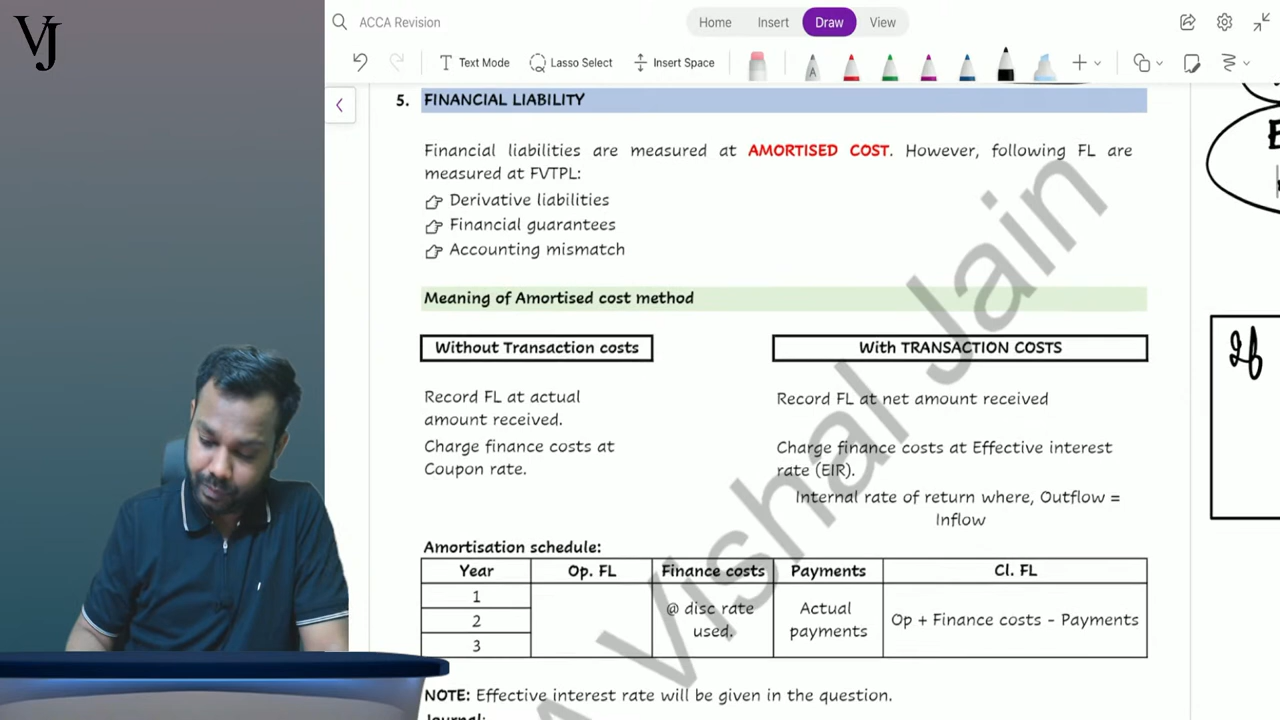 VJ
ACCA Revision
Home Insert Draw View
Text Mode Lasso Select Insert Space
5. FINANCIAL LIABILITY
Financial liabilities are measured at AMORTISED COST. However, following FL are
measured at FVTPL:
Derivative liabilities
Financial guarantees
Accounting mismatch
Meaning of Amortised cost method
Without Transaction costs
Record FL at actual
amount received.
Charge finance costs at
Coupon rate.
With TRANSACTION COSTS
Record FL at net amount received
Charge finance costs at Effective interest
rate (EIR).
Internal rate of return where, Outflow =
Inflow
Amortisation schedule:
Year Op. FL Finance costs Payments Cl. FL
1
2
3
@ disc rate
used.
Actual
payments
Op + Finance costs - Payments
NOTE: Effective interest rate will be given in the question.
Journal:
If
Vishal Jain